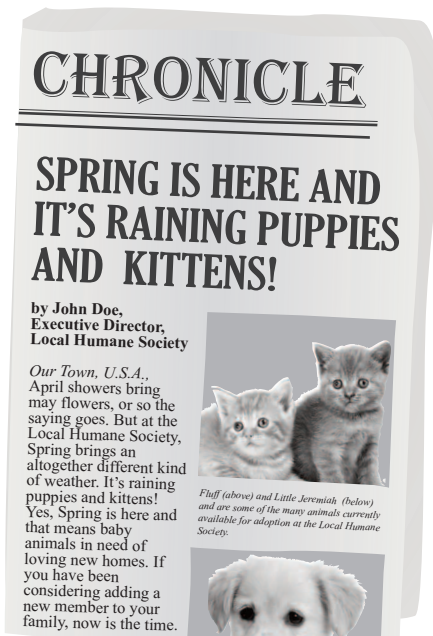 CHRONICLE
SPRING IS HERE AND
IT'S RAINING PUPPIES
AND KITTENS!
by John Doe,
Executive Director,
Local Humane Society
Our Town, U.S.A.,
April showers bring
may flowers, or so the
saying goes. But at the
Local Humane Society,
Spring brings an
altogether different kind
of weather. It's raining
puppies and kittens!
Yes, Spring is here and
that means baby
animals in need of
loving new homes. If
you have been
considering adding a
new member to your
family, now is the time.
Fluff (above) and Little Jeremiah (below)
and are some of the many animals currently
available for adoption at the Local Humane
Society.